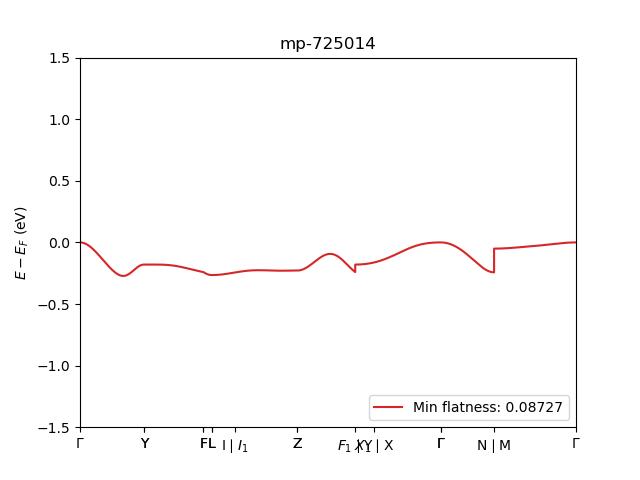 mp-725014
E − E_F (eV)
1.5
1.0
0.5
0.0
−0.5
−1.0
−1.5
Min flatness: 0.08727
Γ Y F L I | I₁ Z F₁ | Y X₁ | X Γ N | M Γ